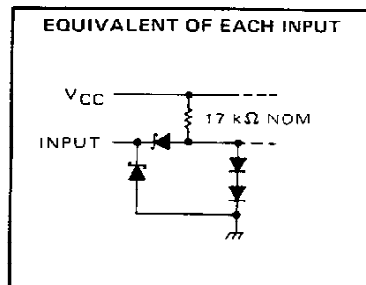 EQUIVALENT OF EACH INPUT
VCC
17 kΩ NOM
INPUT